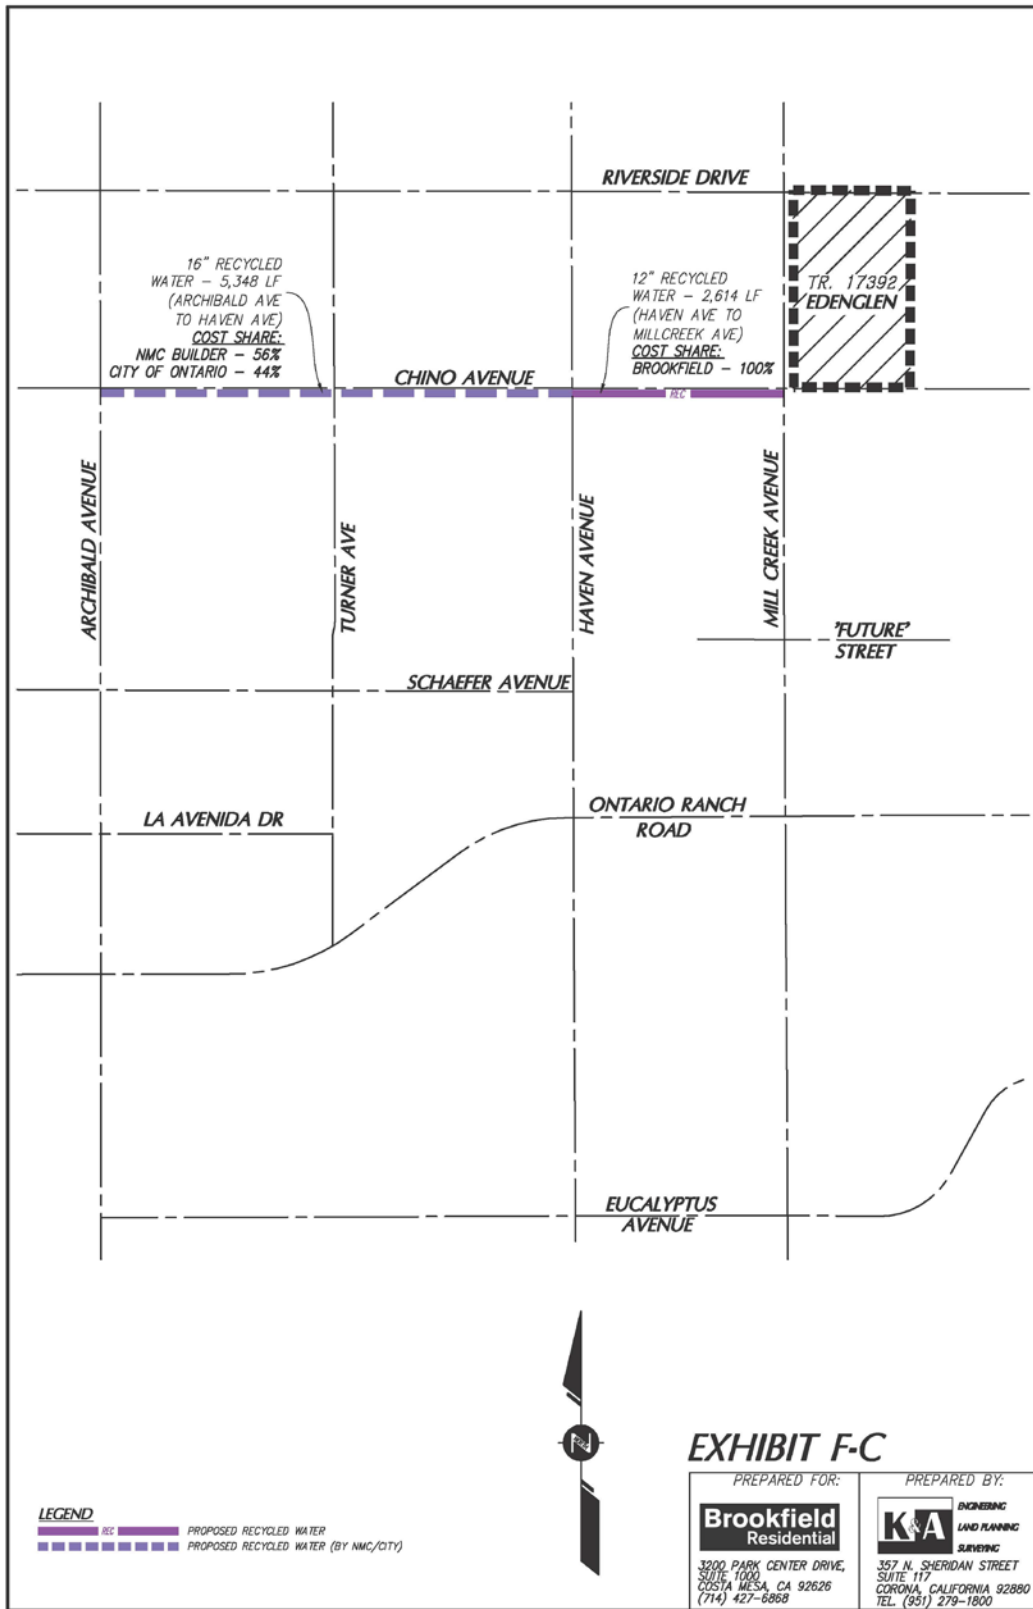 RIVERSIDE DRIVE
16" RECYCLED
WATER – 5,348 LF
(ARCHIBALD AVE
TO HAVEN AVE)
COST SHARE:
NMC BUILDER – 56%
CITY OF ONTARIO – 44%
12" RECYCLED
WATER – 2,614 LF
(HAVEN AVE TO
MILLCREEK AVE)
COST SHARE:
BROOKFIELD – 100%
TR. 17392
EDENGLEN
CHINO AVENUE
REC
ARCHIBALD AVENUE
TURNER AVE
HAVEN AVENUE
MILL CREEK AVENUE
'FUTURE'
STREET
SCHAEFER AVENUE
LA AVENIDA DR
ONTARIO RANCH
ROAD
EUCALYPTUS
AVENUE
EXHIBIT F-C
PREPARED FOR:
Brookfield
Residential
3200 PARK CENTER DRIVE,
SUITE 1000
COSTA MESA, CA 92626
(714) 427-6868
PREPARED BY:
K&A
ENGINEERING
LAND PLANNING
SURVEYING
357 N. SHERIDAN STREET
SUITE 117
CORONA, CALIFORNIA 92880
TEL. (951) 279-1800
LEGEND
REC PROPOSED RECYCLED WATER
PROPOSED RECYCLED WATER (BY NMC/CITY)